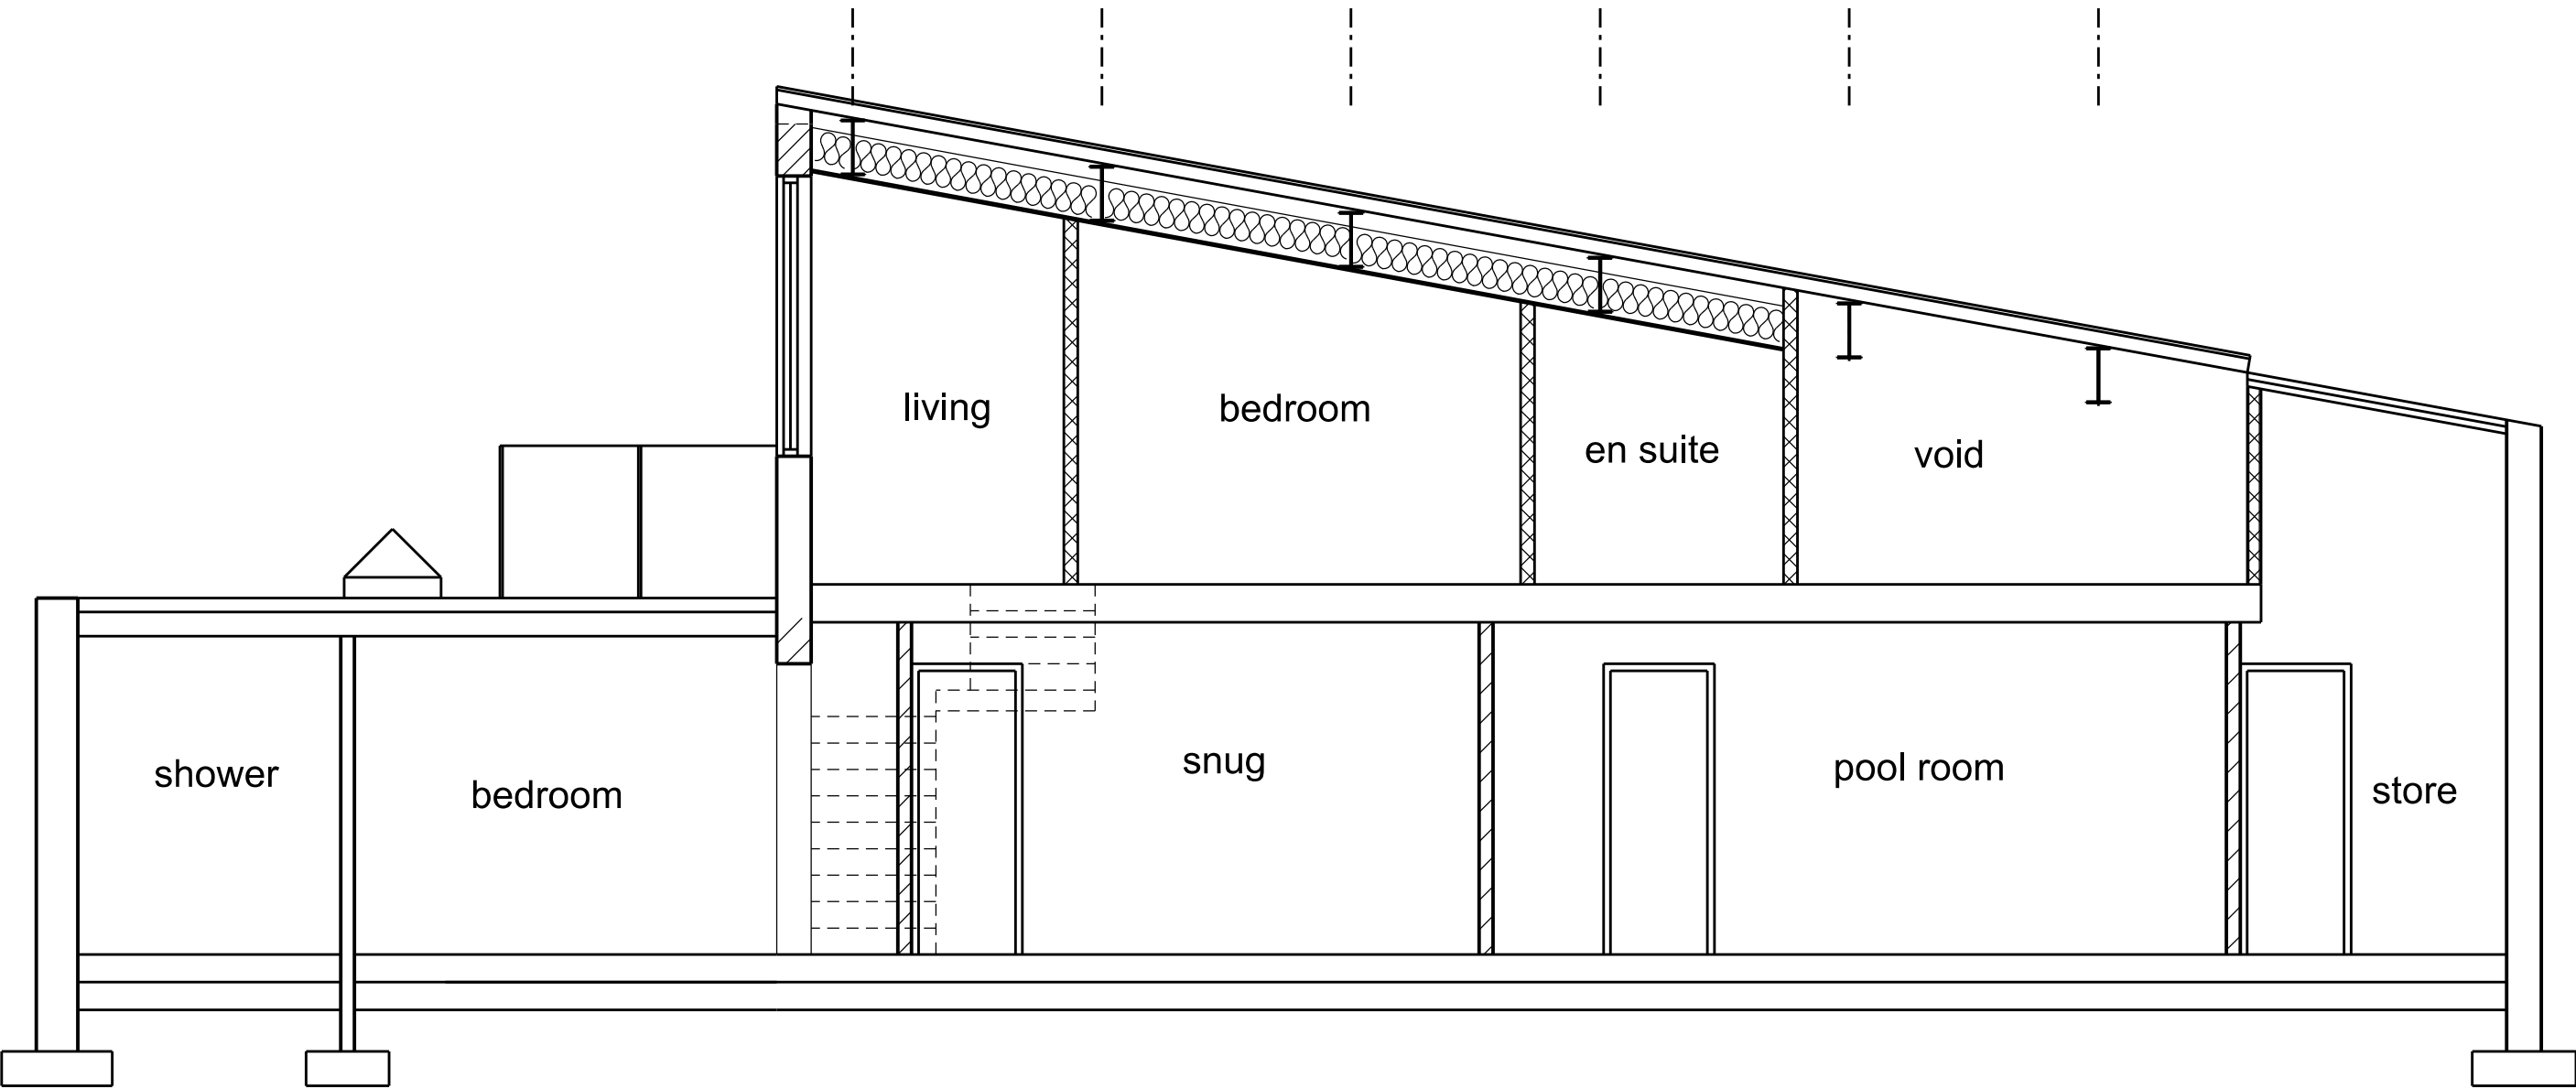 living
bedroom
en suite
void
shower
bedroom
snug
pool room
store